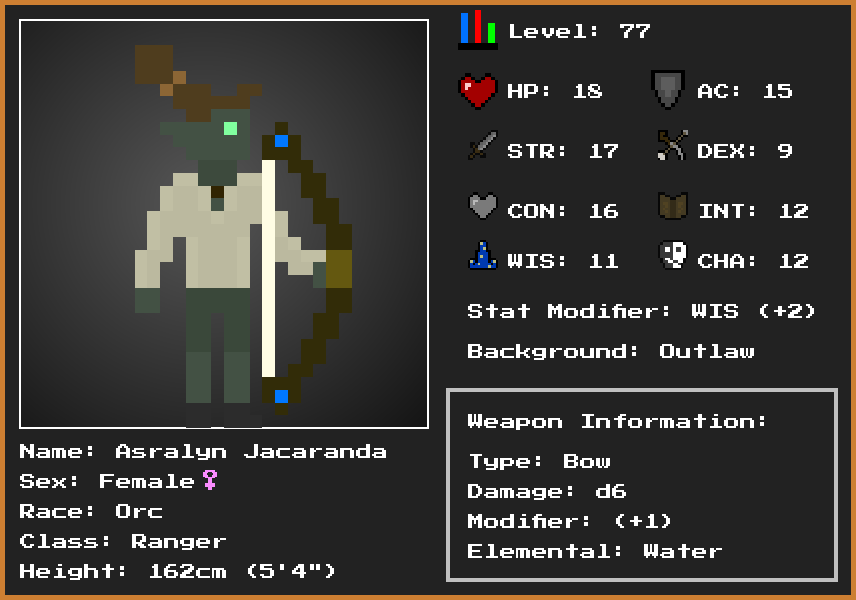 Level: 77
HP: 18
AC: 15
STR: 17
DEX: 9
CON: 16
INT: 12
WIS: 11
CHA: 12
Stat Modifier: WIS (+2)
Background: Outlaw
Name: Asralyn Jacaranda
Sex: Female♀
Race: Orc
Class: Ranger
Height: 162cm (5'4")
Weapon Information:
Type: Bow
Damage: d6
Modifier: (+1)
Elemental: Water